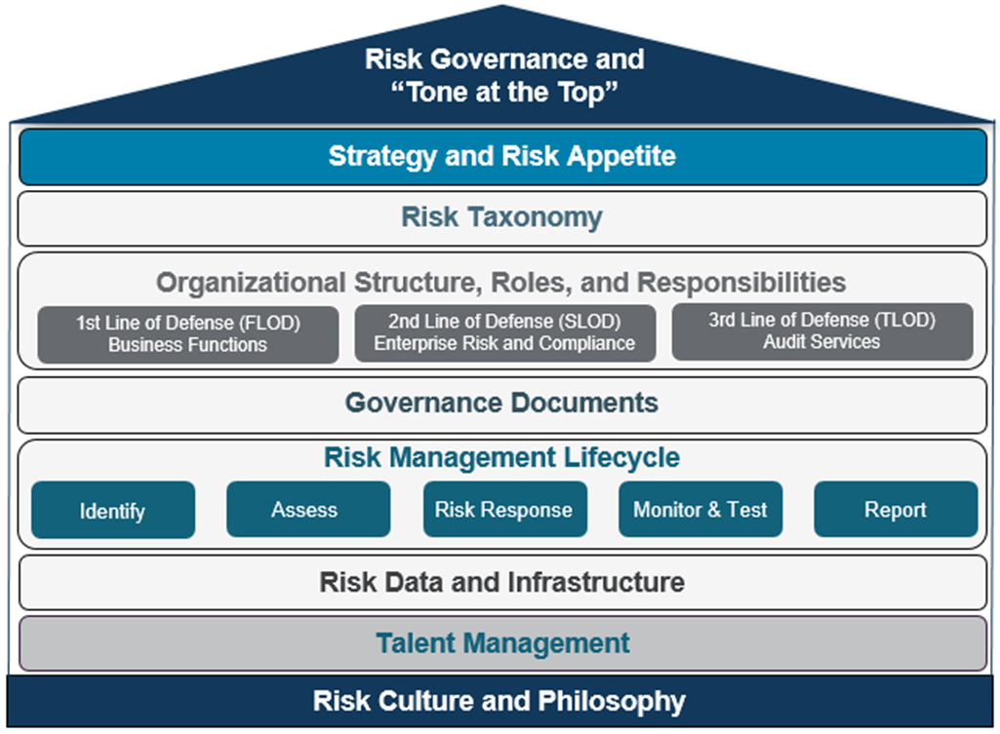 Risk Governance and
“Tone at the Top”
Strategy and Risk Appetite
Risk Taxonomy
Organizational Structure, Roles, and Responsibilities
1st Line of Defense (FLOD)
Business Functions
2nd Line of Defense (SLOD)
Enterprise Risk and Compliance
3rd Line of Defense (TLOD)
Audit Services
Governance Documents
Risk Management Lifecycle
Identify
Assess
Risk Response
Monitor & Test
Report
Risk Data and Infrastructure
Talent Management
Risk Culture and Philosophy